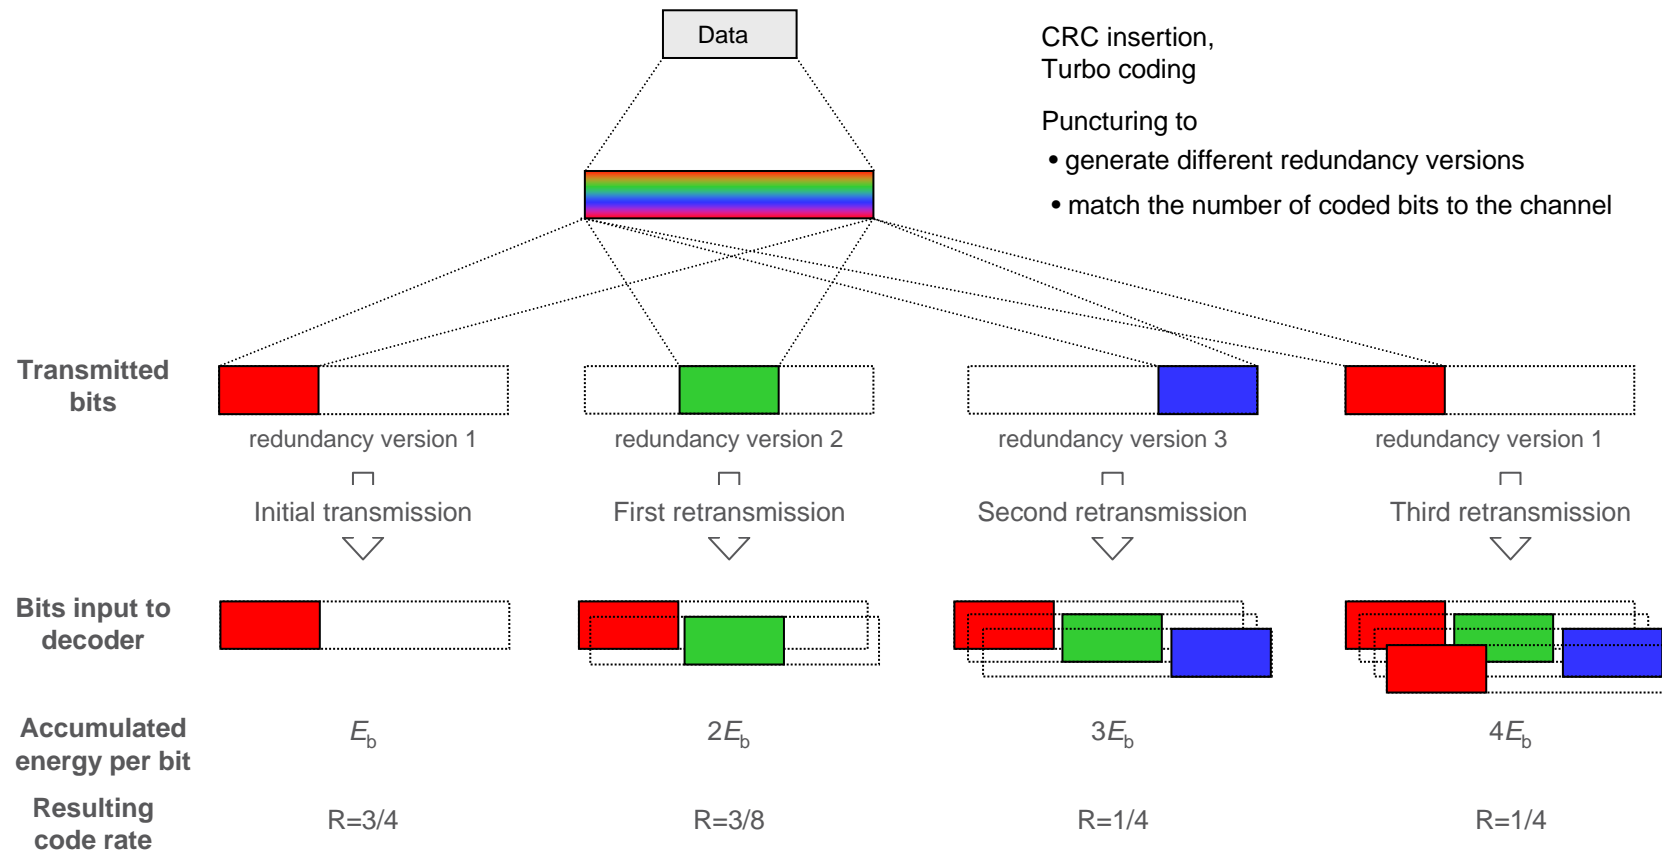 Data
CRC insertion,
Turbo coding
Puncturing to
• generate different redundancy versions
• match the number of coded bits to the channel
Transmitted
bits
redundancy version 1
redundancy version 2
redundancy version 3
redundancy version 1
Initial transmission
First retransmission
Second retransmission
Third retransmission
Bits input to
decoder
Accumulated
energy per bit
Eb
2Eb
3Eb
4Eb
Resulting
code rate
R=3/4
R=3/8
R=1/4
R=1/4